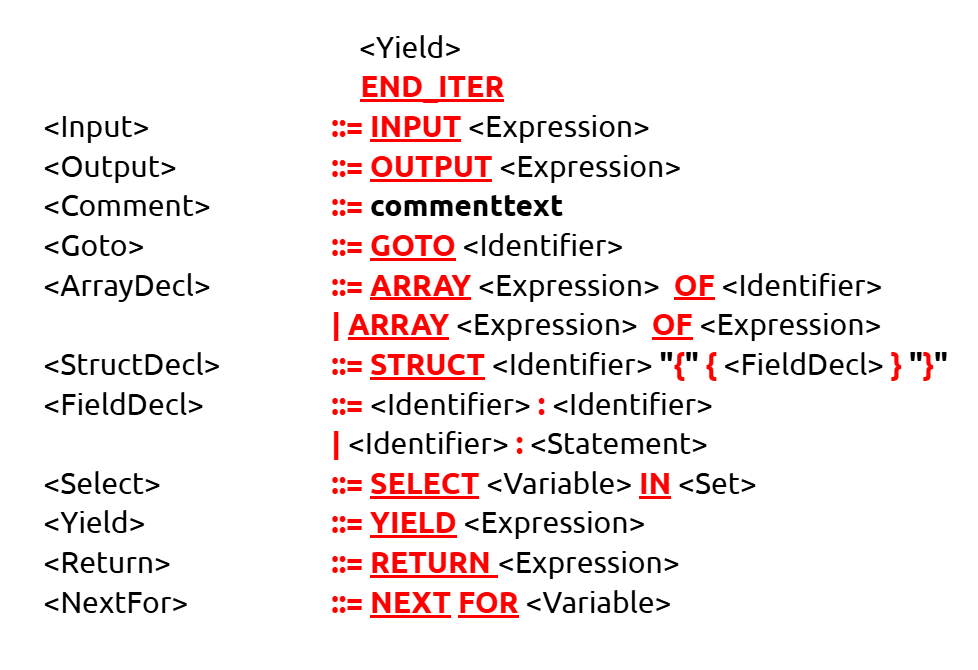 <Yield>
END_ITER
<Input> ::= INPUT <Expression>
<Output> ::= OUTPUT <Expression>
<Comment> ::= commenttext
<Goto> ::= GOTO <Identifier>
<ArrayDecl> ::= ARRAY <Expression> OF <Identifier>
| ARRAY <Expression> OF <Expression>
<StructDecl> ::= STRUCT <Identifier> "{" { <FieldDecl> } "}"
<FieldDecl> ::= <Identifier> : <Identifier>
| <Identifier> : <Statement>
<Select> ::= SELECT <Variable> IN <Set>
<Yield> ::= YIELD <Expression>
<Return> ::= RETURN <Expression>
<NextFor> ::= NEXT FOR <Variable>